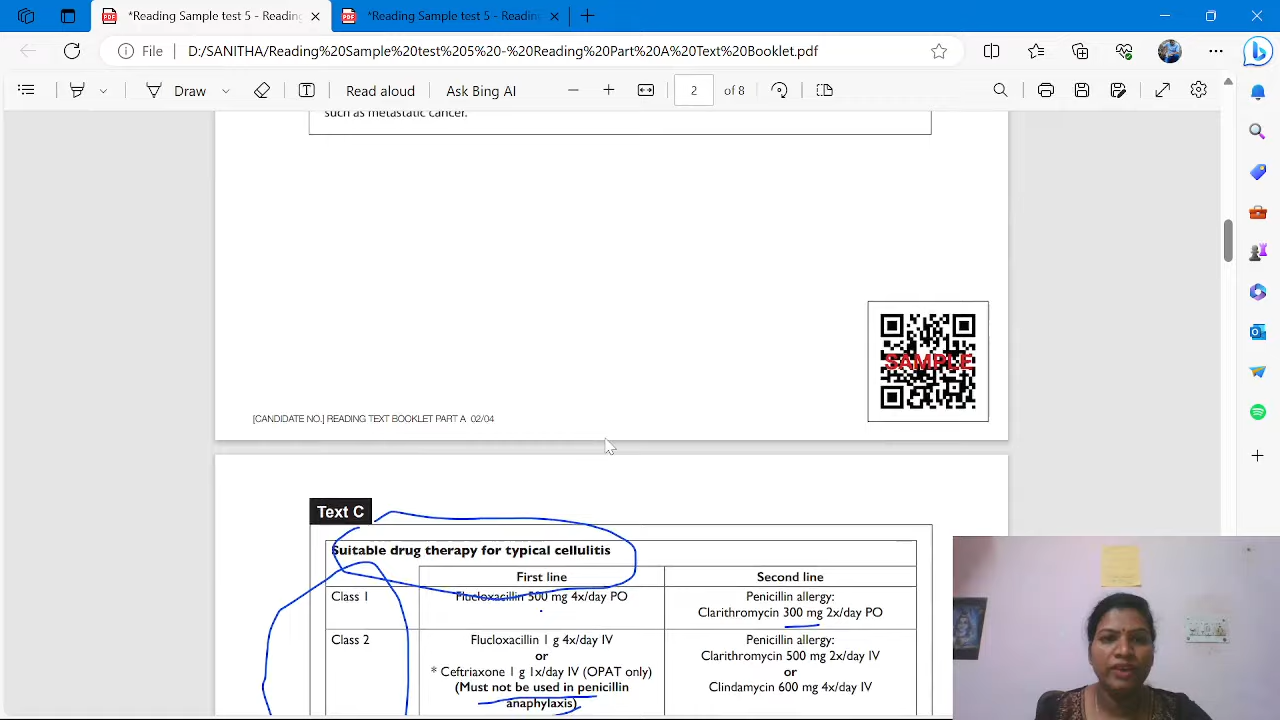 *Reading Sample test 5 - Reading
*Reading Sample test 5 - Reading
File D:/SANITHA/Reading%20Sample%20test%205%20-%20Reading%20Part%20A%20Text%20Booklet.pdf
Draw
Read aloud
Ask Bing AI
2 of 8
such as metastatic cancer.
SAMPLE
[CANDIDATE NO.] READING TEXT BOOKLET PART A 02/04
Text C
Suitable drug therapy for typical cellulitis
First line
Second line
Class 1
Flucloxacillin 500 mg 4x/day PO
Penicillin allergy:
Clarithromycin 300 mg 2x/day PO
Class 2
Flucloxacillin 1 g 4x/day IV
or
* Ceftriaxone 1 g 1x/day IV (OPAT only)
(Must not be used in penicillin
anaphylaxis)
Penicillin allergy:
Clarithromycin 500 mg 2x/day IV
or
Clindamycin 600 mg 4x/day IV